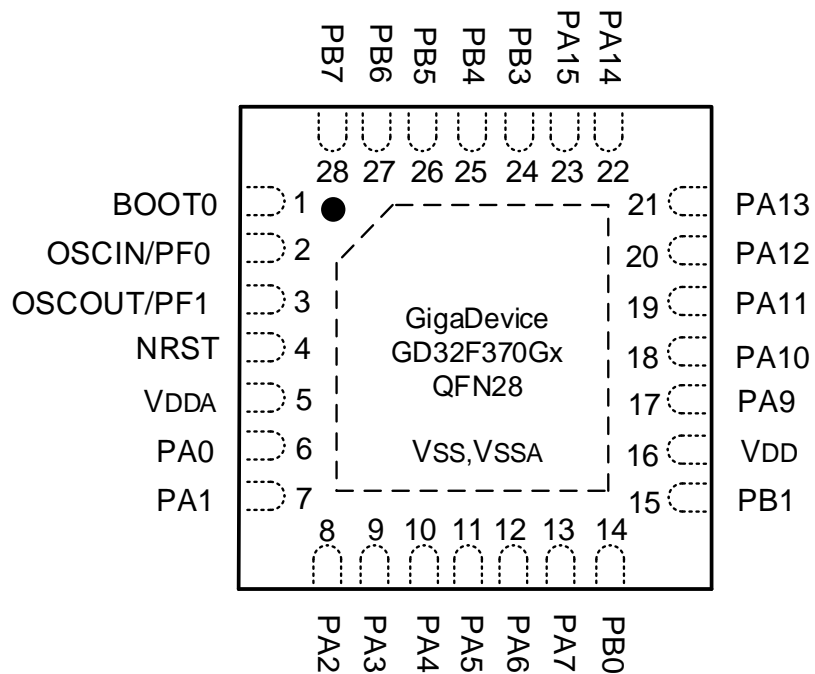 PB7 PB6 PB5 PB4 PB3 PA15 PA14
28 27 26 25 24 23 22
BOOT0 1
OSCIN/PF0 2
OSCOUT/PF1 3
NRST 4
VDDA 5
PA0 6
PA1 7
GigaDevice
GD32F370Gx
QFN28
VSS,VSSA
21 PA13
20 PA12
19 PA11
18 PA10
17 PA9
16 VDD
15 PB1
8 9 10 11 12 13 14
PA2 PA3 PA4 PA5 PA6 PA7 PB0